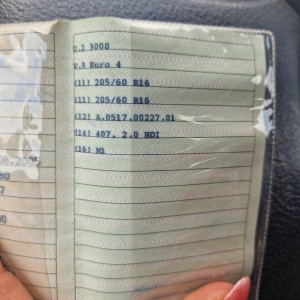 U.2 3000
V.9 Euro 4
(11) 205/60 R16
(11) 205/60 R16
(12) A.0517.00227.01
(14) 407, 2.0 HDI
(16) M1